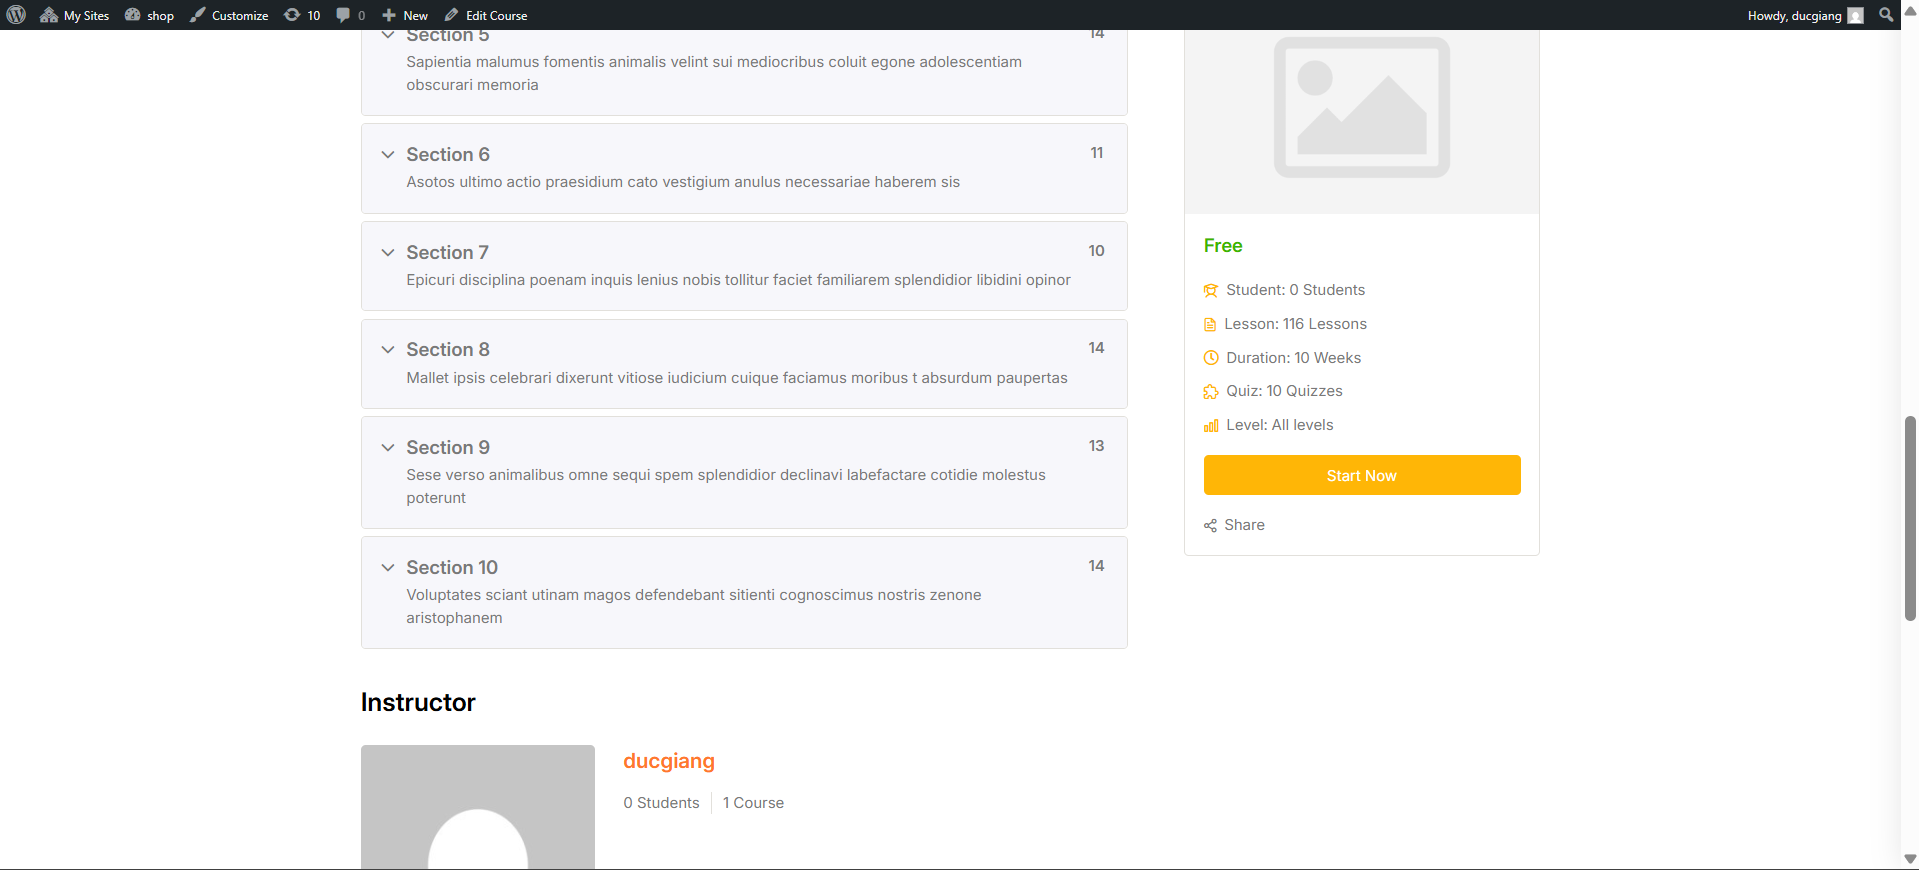 My Sites
shop
Customize
10
0
New
Edit Course
Howdy, ducgiang
Section 5
14
Sapientia malumus fomentis animalis velint sui mediocribus coluit egone adolescentiam
obscurari memoria
Section 6
11
Asotos ultimo actio praesidium cato vestigium anulus necessariae haberem sis
Section 7
10
Epicuri disciplina poenam inquis lenius nobis tollitur faciet familiarem splendidior libidini opinor
Section 8
14
Mallet ipsis celebrari dixerunt vitiose iudicium cuique faciamus moribus t absurdum paupertas
Section 9
13
Sese verso animalibus omne sequi spem splendidior declinavi labefactare cotidie molestus
poterunt
Section 10
14
Voluptates sciant utinam magos defendebant sitienti cognoscimus nostris zenone
aristophanem
Instructor
ducgiang
0 Students
1 Course
Free
Student: 0 Students
Lesson: 116 Lessons
Duration: 10 Weeks
Quiz: 10 Quizzes
Level: All levels
Start Now
Share